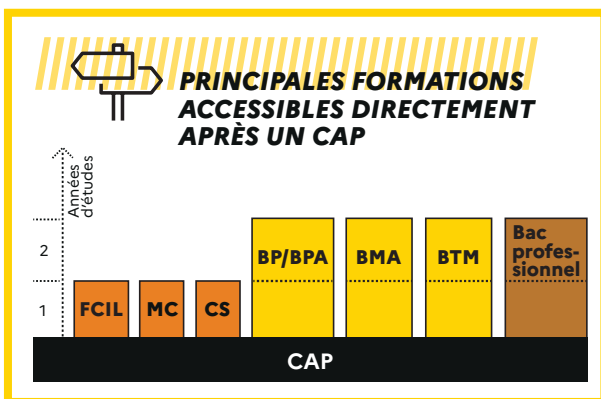 PRINCIPALES FORMATIONS
ACCESSIBLES DIRECTEMENT
APRÈS UN CAP
Années
d'études
2
1
FCIL
MC
CS
BP/BPA
BMA
BTM
Bac
profes-
sionnel
CAP